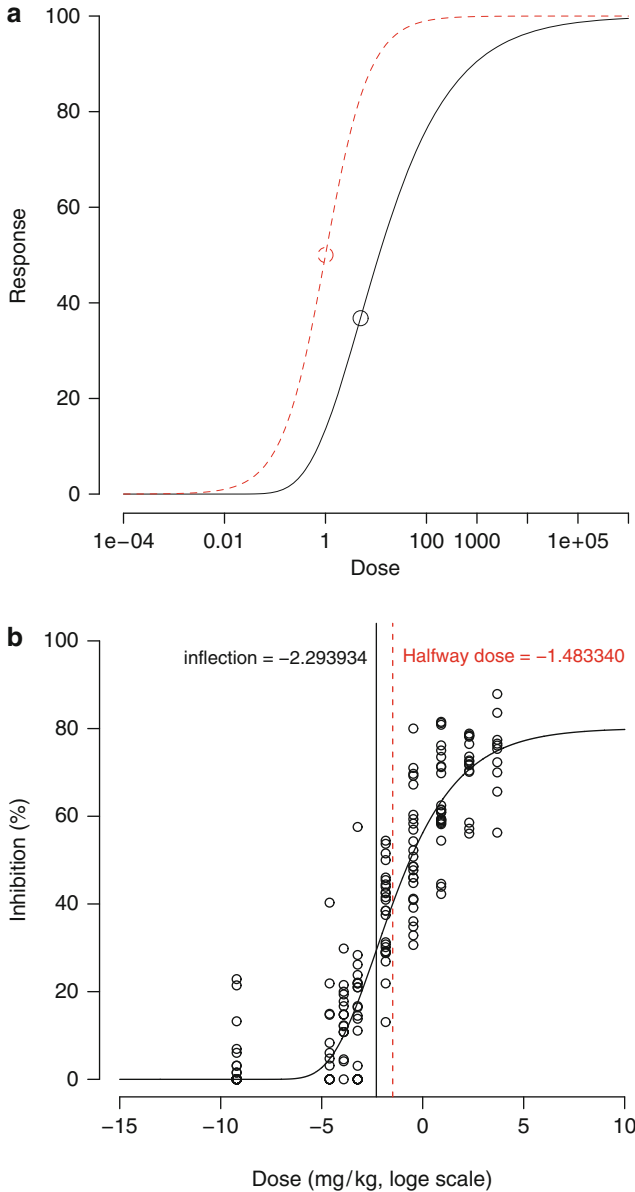 a
100
80
60
40
20
0
Response
1e−04 0.01 1 100 1000 1e+05
Dose
b
100
80
60
40
20
0
Inhibition (%)
inflection = −2.293934
Halfway dose = −1.483340
−15 −10 −5 0 5 10
Dose (mg/kg, loge scale)